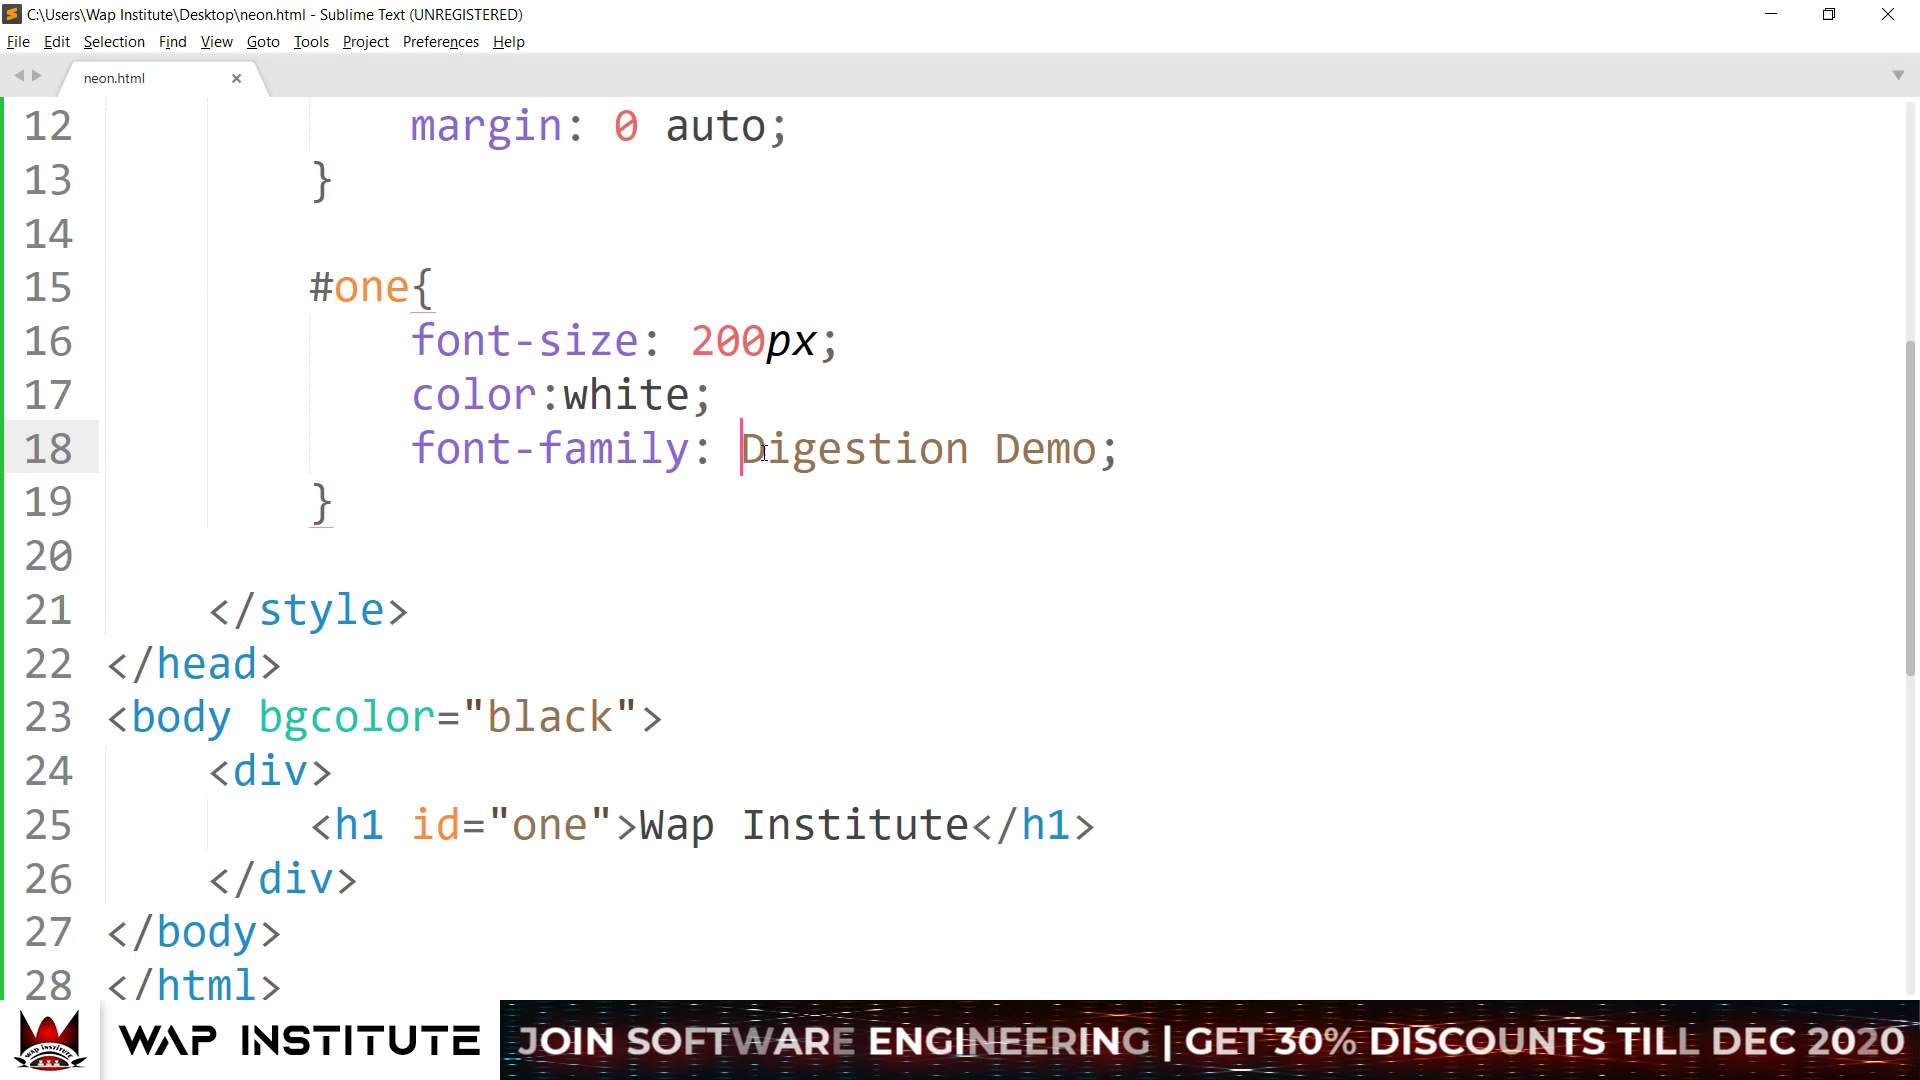 C:\Users\Wap Institute\Desktop\neon.html - Sublime Text (UNREGISTERED)
File Edit Selection Find View Goto Tools Project Preferences Help
neon.html
12 margin: 0 auto;
13 }
14
15 #one{
16 font-size: 200px;
17 color:white;
18 font-family: Digestion Demo;
19 }
20
21 </style>
22 </head>
23 <body bgcolor="black">
24 <div>
25 <h1 id="one">Wap Institute</h1>
26 </div>
27 </body>
28 </html>
wap institute
WAP INSTITUTE
JOIN SOFTWARE ENGINEERING | GET 30% DISCOUNTS TILL DEC 2020